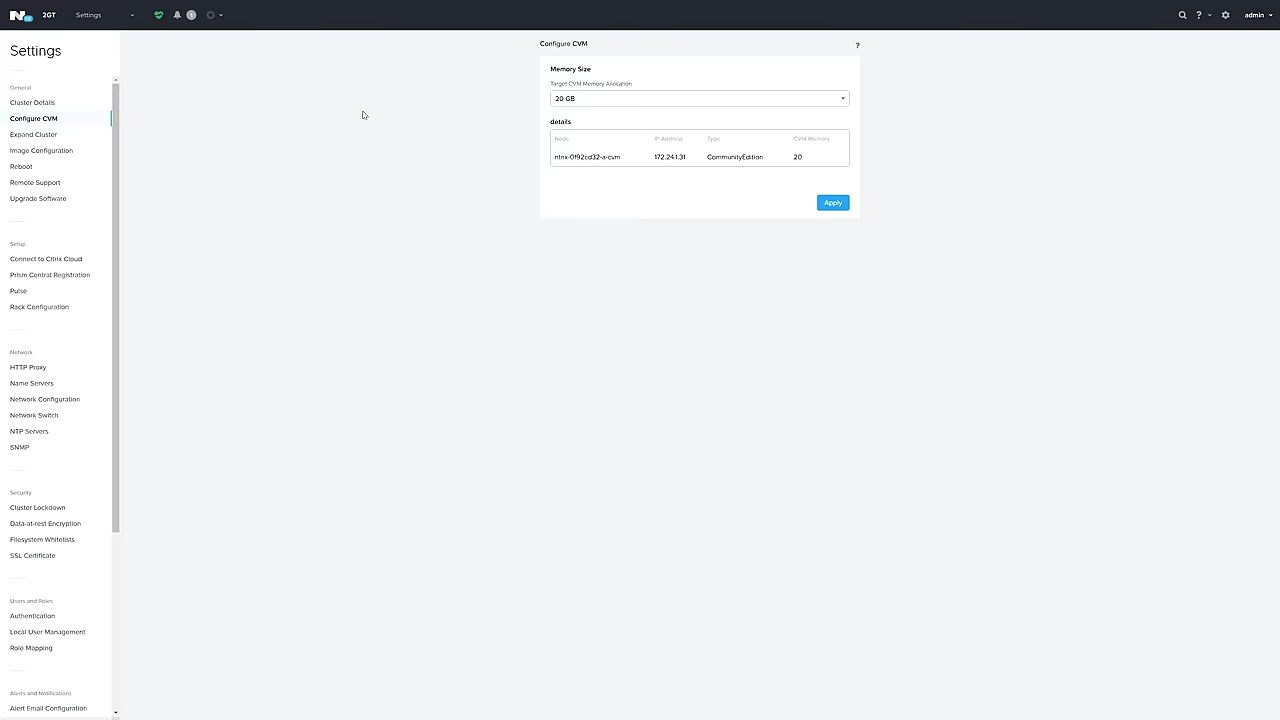 2GT Settings 1 ? admin
Settings
General
Cluster Details
Configure CVM
Expand Cluster
Image Configuration
Reboot
Remote Support
Upgrade Software
Setup
Connect to Citrix Cloud
Prism Central Registration
Pulse
Rack Configuration
Network
HTTP Proxy
Name Servers
Network Configuration
Network Switch
NTP Servers
SNMP
Security
Cluster Lockdown
Data-at-rest Encryption
Filesystem Whitelists
SSL Certificate
Users and Roles
Authentication
Local User Management
Role Mapping
Alerts and Notifications
Alert Email Configuration
Configure CVM ?
Memory Size
Target CVM Memory Allocation
20 GB
details
Node IP Address Type CVM Memory
ntnx-0f92cd32-a-cvm 172.24.1.31 CommunityEdition 20
Apply